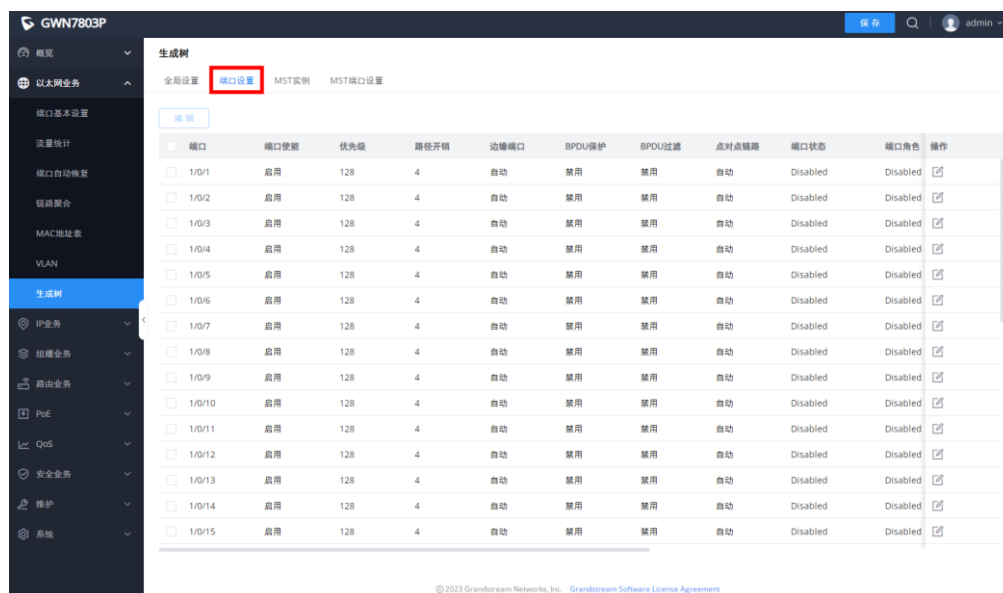 GWN7803P 保存 admin
概览
以太网业务
端口基本设置
流量统计
端口自动恢复
链路聚合
MAC地址表
VLAN
生成树
IP业务
组播业务
路由业务
PoE
QoS
安全业务
维护
系统
生成树
全局设置 端口设置 MST实例 MST端口设置
编辑
端口 端口使能 优先级 路径开销 边缘端口 BPDU保护 BPDU过滤 点对点链路 端口状态 端口角色 操作
1/0/1 启用 128 4 自动 禁用 禁用 自动 Disabled Disabled
1/0/2 启用 128 4 自动 禁用 禁用 自动 Disabled Disabled
1/0/3 启用 128 4 自动 禁用 禁用 自动 Disabled Disabled
1/0/4 启用 128 4 自动 禁用 禁用 自动 Disabled Disabled
1/0/5 启用 128 4 自动 禁用 禁用 自动 Disabled Disabled
1/0/6 启用 128 4 自动 禁用 禁用 自动 Disabled Disabled
1/0/7 启用 128 4 自动 禁用 禁用 自动 Disabled Disabled
1/0/8 启用 128 4 自动 禁用 禁用 自动 Disabled Disabled
1/0/9 启用 128 4 自动 禁用 禁用 自动 Disabled Disabled
1/0/10 启用 128 4 自动 禁用 禁用 自动 Disabled Disabled
1/0/11 启用 128 4 自动 禁用 禁用 自动 Disabled Disabled
1/0/12 启用 128 4 自动 禁用 禁用 自动 Disabled Disabled
1/0/13 启用 128 4 自动 禁用 禁用 自动 Disabled Disabled
1/0/14 启用 128 4 自动 禁用 禁用 自动 Disabled Disabled
1/0/15 启用 128 4 自动 禁用 禁用 自动 Disabled Disabled
© 2023 Grandstream Networks, Inc. Grandstream Software License Agreement